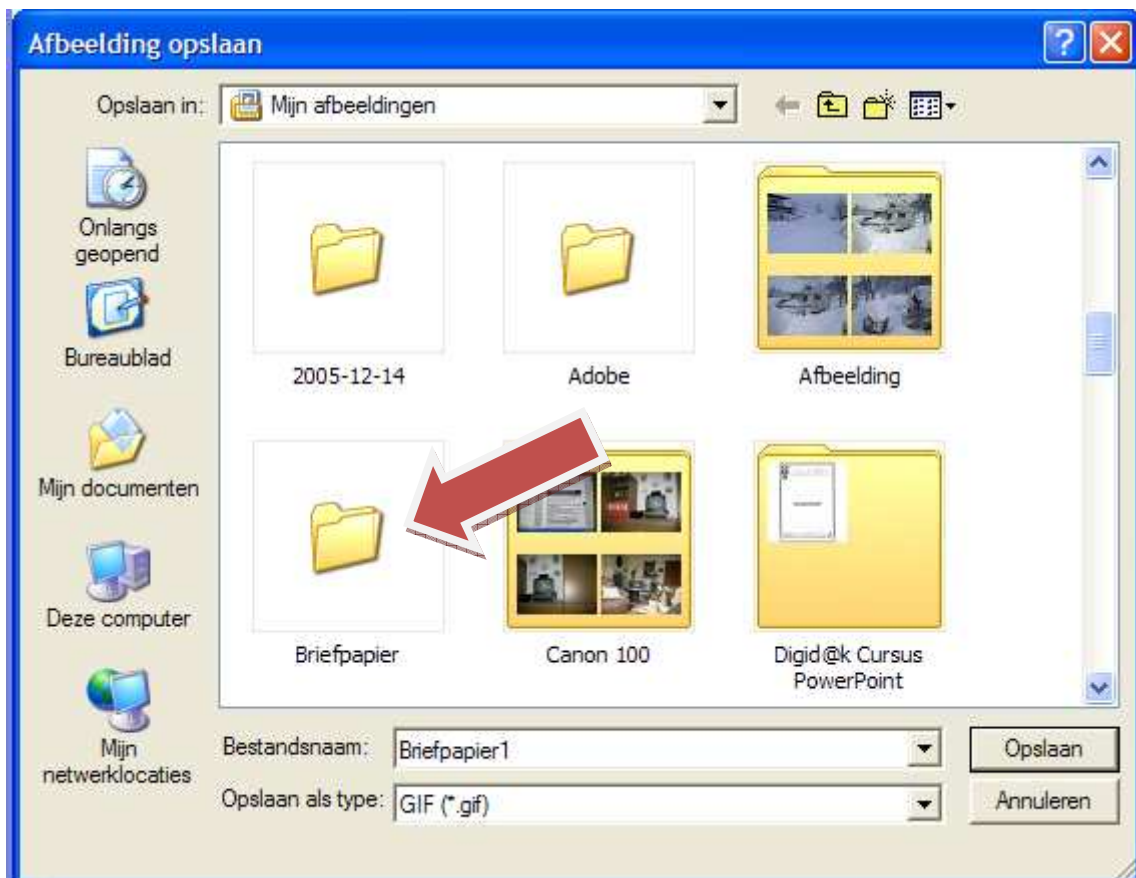 Afbeelding opslaan
Opslaan in:
Mijn afbeeldingen
Onlangs
geopend
Bureaublad
Mijn documenten
Deze computer
Mijn
netwerklocaties
2005-12-14
Adobe
Afbeelding
Briefpapier
Canon 100
Digid@k Cursus
PowerPoint
Bestandsnaam:
Briefpapier1
Opslaan
Opslaan als type:
GIF (*.gif)
Annuleren